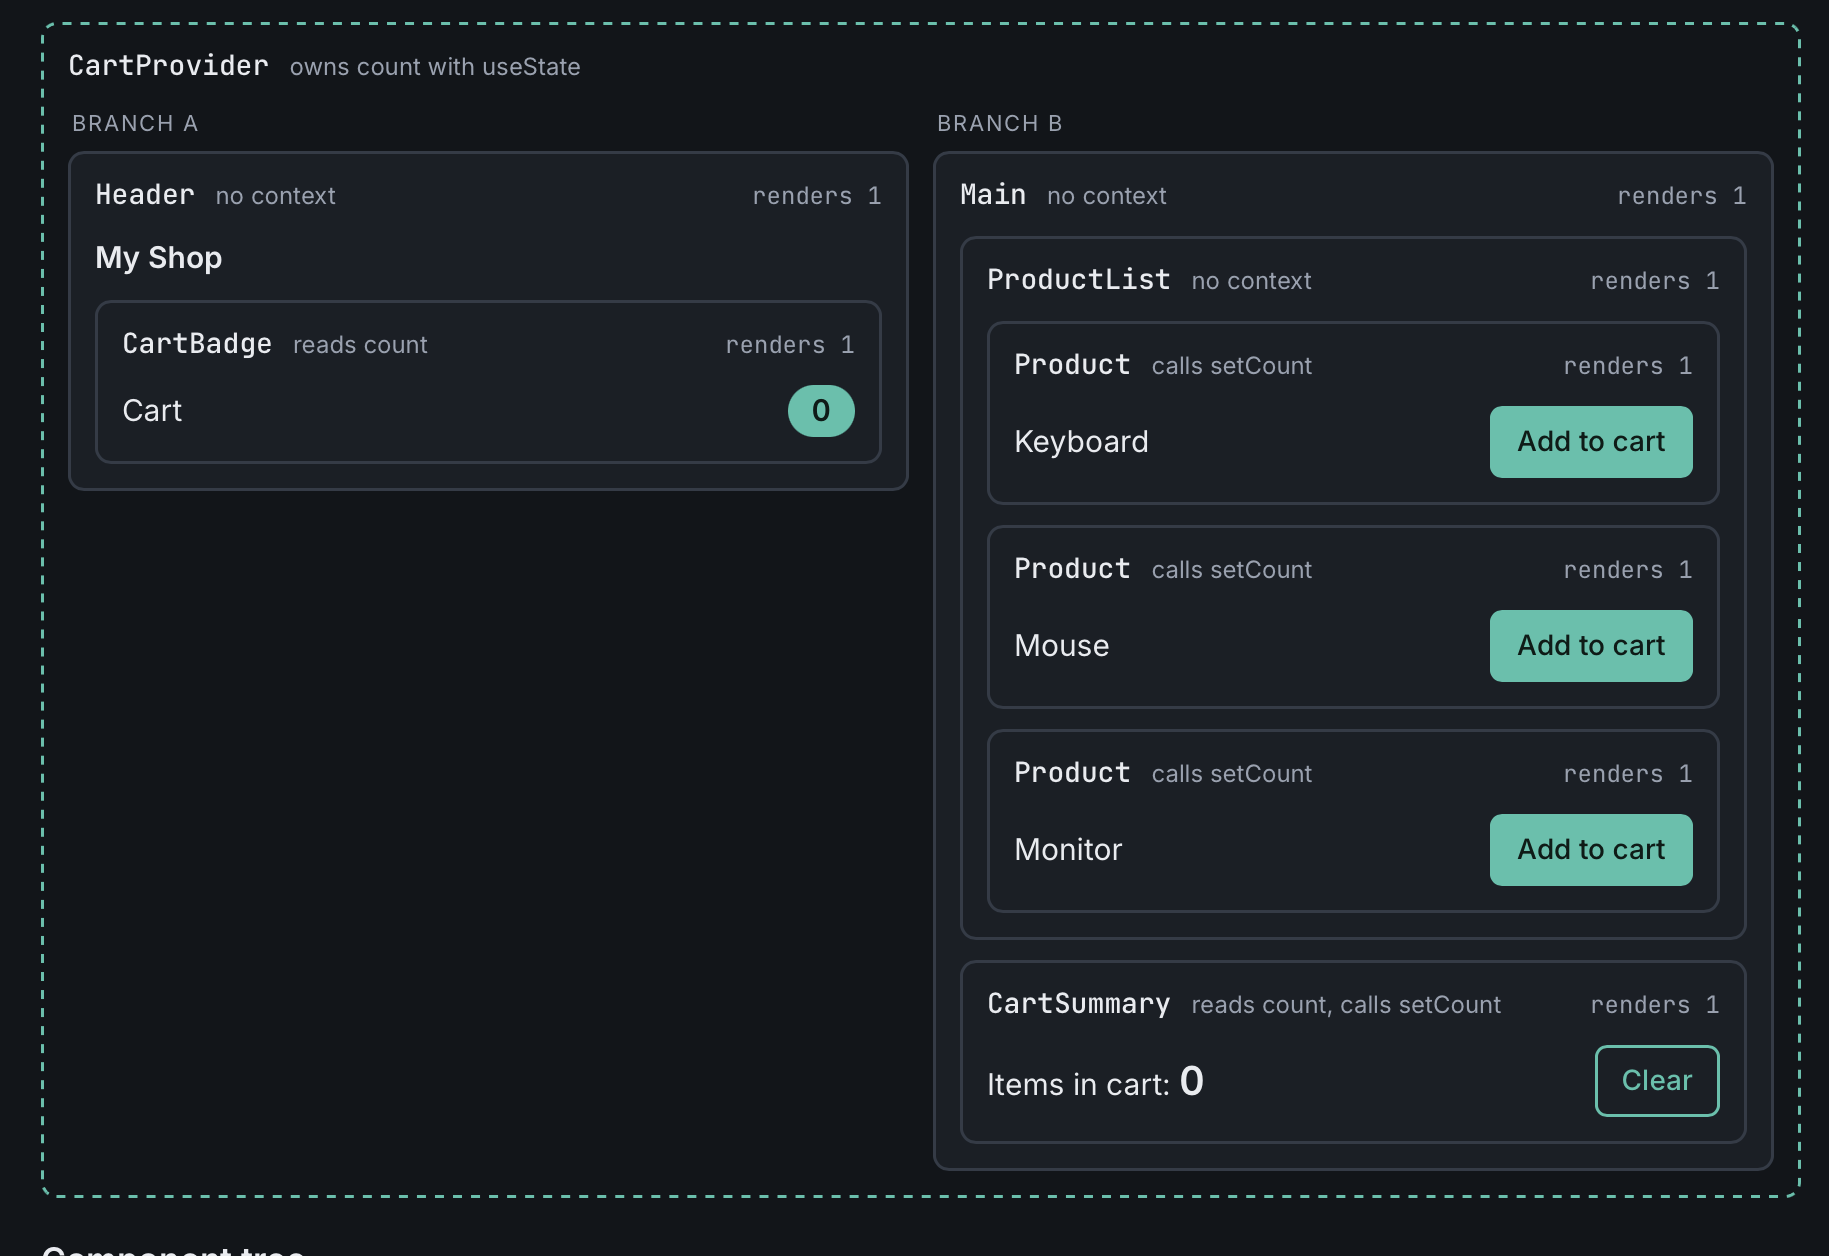 CartProvider owns count with useState
BRANCH A
Header no context renders 1
My Shop
CartBadge reads count renders 1
Cart 0
BRANCH B
Main no context renders 1
ProductList no context renders 1
Product calls setCount renders 1
Keyboard Add to cart
Product calls setCount renders 1
Mouse Add to cart
Product calls setCount renders 1
Monitor Add to cart
CartSummary reads count, calls setCount renders 1
Items in cart: 0 Clear
Component tree